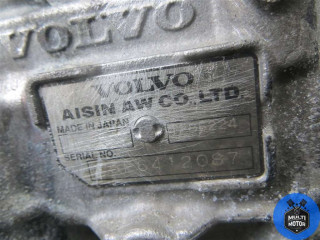 VOLVO
VOLVO
AISIN AW CO., LTD.
MADE IN JAPAN
SERIAL NO.
MULTI
MOTOR